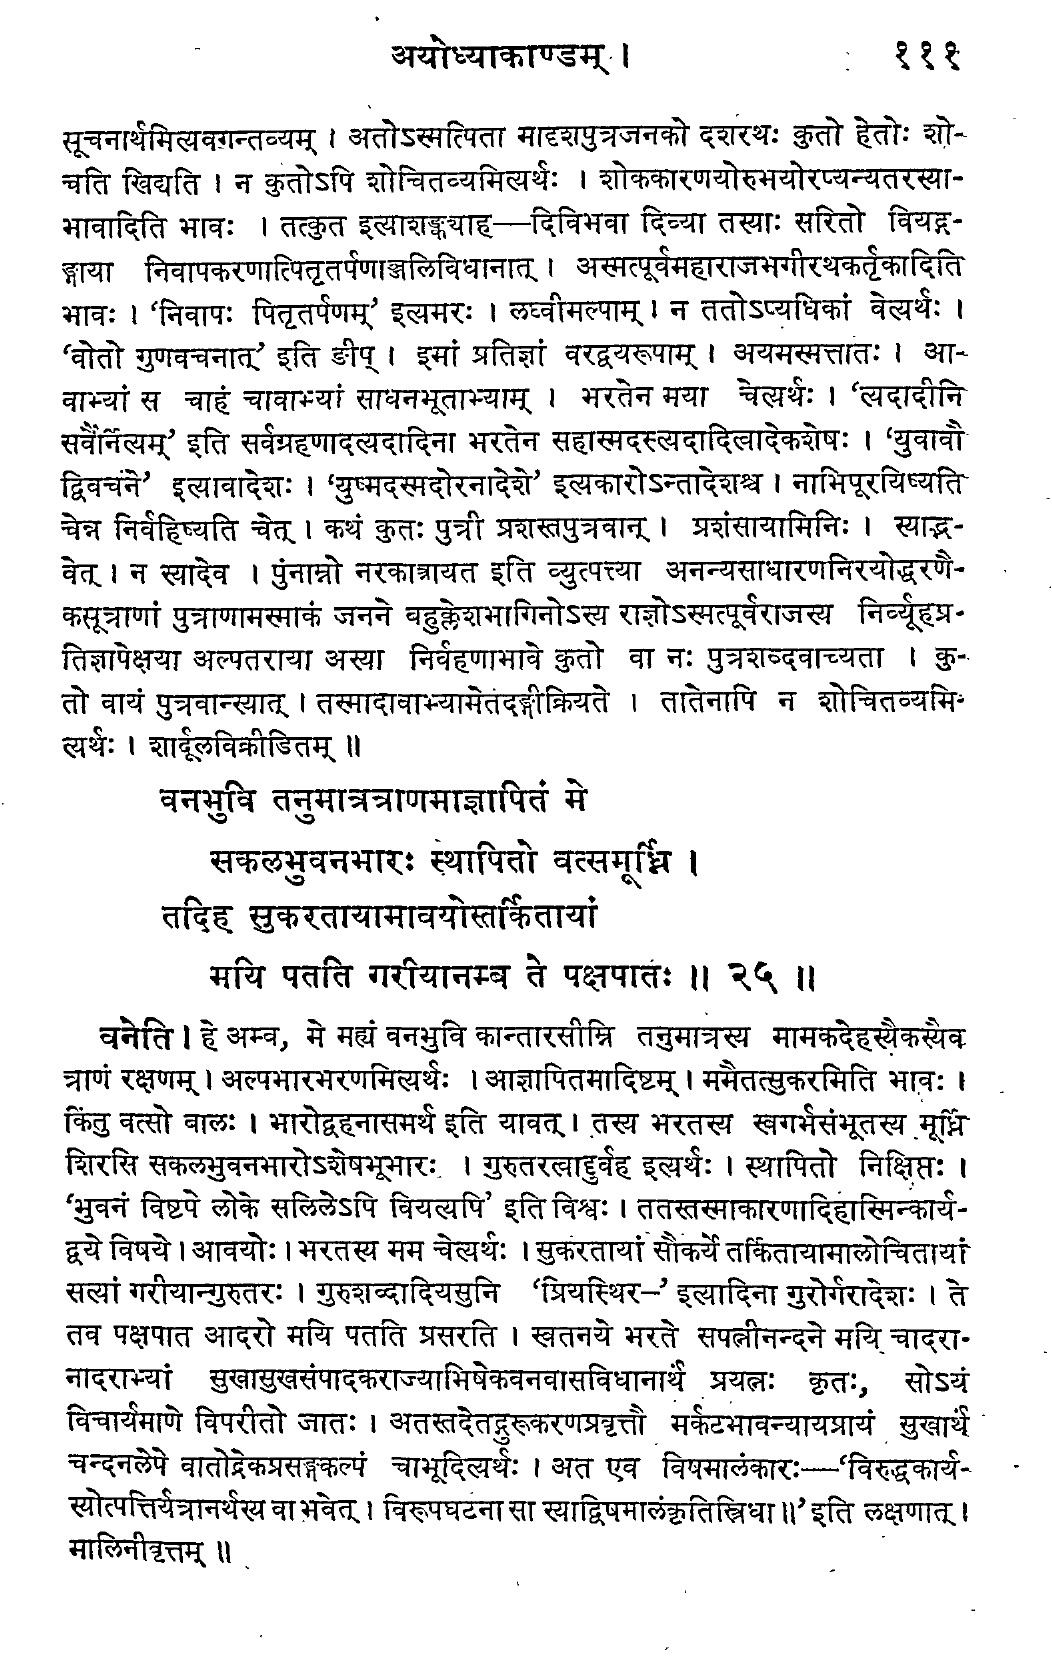 अयोध्याकाण्डम् । १११
सूचनार्थमित्यवगन्तव्यम् । अतोऽस्मत्पिता मादृशपुत्रजनको दशरथः कुतो हेतोः शो-
चति खिद्यति । न कुतोऽपि शोचितव्यमित्यर्थः । शोककारणयोरुभयोरप्यन्यतरस्या-
भावादिति भावः । तत्कुत इत्याशङ्क्याह—दिविभवा दिव्या तस्याः सरितो वियद्ग-
ङ्गाया निवापकरणात्पितृतर्पणाञ्जलिविधानात् । अस्मत्पूर्वमहाराजभगीरथकर्तृकादिति
भावः । ‘निवापः पितृतर्पणम्’ इत्यमरः । लघ्वीमल्पाम् । न ततोऽप्यधिकां वेत्यर्थः ।
‘वोतो गुणवचनात्’ इति ङीप् । इमां प्रतिज्ञां वरद्वयरूपाम् । अयमस्मत्तातः । आ-
वाभ्यां स चाहं चावाभ्यां साधनभूताभ्याम् । भरतेन मया चेत्यर्थः । ‘त्यदादीनि
सर्वैर्नित्यम्’ इति सर्वग्रहणादत्यदादिना भरतेन सहास्मदस्त्यदादित्वादेकशेषः । ‘युवावौ
द्विवचने’ इत्यावादेशः । ‘युष्मदस्मदोरनादेशे’ इत्यकारोऽन्तादेशश्च । नाभिपूरयिष्यति
चेन्न निर्वहिष्यति चेत् । कथं कुतः पुत्री प्रशस्तपुत्रवान् । प्रशंसायामिनिः । स्याद्भ-
वेत् । न स्यादेव । पुंनाम्नो नरकात्रायत इति व्युत्पत्त्या अनन्यसाधारणनिरयोद्धरणै-
कसूत्राणां पुत्राणामस्माकं जनने बहुक्लेशभागिनोऽस्य राज्ञोऽस्मत्पूर्वराजस्य निर्व्यूहप्र-
तिज्ञापेक्षया अल्पतराया अस्या निर्वहणाभावे कुतो वा नः पुत्रशब्दवाच्यता । कु-
तो वायं पुत्रवान्स्यात् । तस्मादावाभ्यामेतदङ्गीक्रियते । तातेनापि न शोचितव्यमि-
त्यर्थः । शार्दूलविक्रीडितम् ॥
वनभुवि तनुमात्रत्राणमाज्ञापितं मे
सकलभुवनभारः स्थापितो वत्समूर्ध्नि ।
तदिह सुकरतायामावयोस्तर्कितायां
मयि पतति गरीयानम्ब ते पक्षपातः ॥ २५ ॥
वनेति । हे अम्ब, मे मह्यं वनभुवि कान्तारसीम्नि तनुमात्रस्य मामकदेहस्यैकस्यैव
त्राणं रक्षणम् । अल्पभारभरणमित्यर्थः । आज्ञापितमादिष्टम् । ममैतत्सुकरमिति भावः ।
किंतु वत्सो बालः । भारोद्वहनासमर्थ इति यावत् । तस्य भरतस्य स्वगर्भसंभूतस्य मूर्ध्नि
शिरसि सकलभुवनभारोऽशेषभूभारः । गुरुतरत्वाद्दुर्वह इत्यर्थः । स्थापितो निक्षिप्तः ।
‘भुवनं विष्टपे लोके सलिलेऽपि वियत्यपि’ इति विश्वः । ततस्तस्मात्कारणादिहास्मिन्कार्य-
द्वये विषये । आवयोः । भरतस्य मम चेत्यर्थः । सुकरतायां सौकर्ये तर्कितायामालोचितायां
सत्यां गरीयान्गुरुतरः । गुरुशब्दादियसुनि ‘प्रियस्थिर—’ इत्यादिना गुरोर्गरादेशः । ते
तव पक्षपात आदरो मयि पतति प्रसरति । स्वतनये भरते सपत्नीनन्दने मयि चादरा-
नादराभ्यां सुखासुखसंपादकराज्याभिषेकवनवासविधानार्थं प्रयत्नः कृतः, सोऽयं
विचार्यमाणे विपरीतो जातः । अतस्तदेतद्गुरूकरणप्रवृत्तौ मर्कटभावन्यायप्रायं सुखार्थं
चन्दनलेपे वातोद्रेकप्रसङ्गकल्पं चाभूदित्यर्थः । अत एव विषमालंकारः—‘विरुद्धकार्य-
स्योत्पत्तिर्यत्रानर्थस्य वा भवेत् । विरूपघटना सा स्याद्विषमालंकृतिस्त्रिधा ॥’ इति लक्षणात् ।
मालिनीवृत्तम् ॥